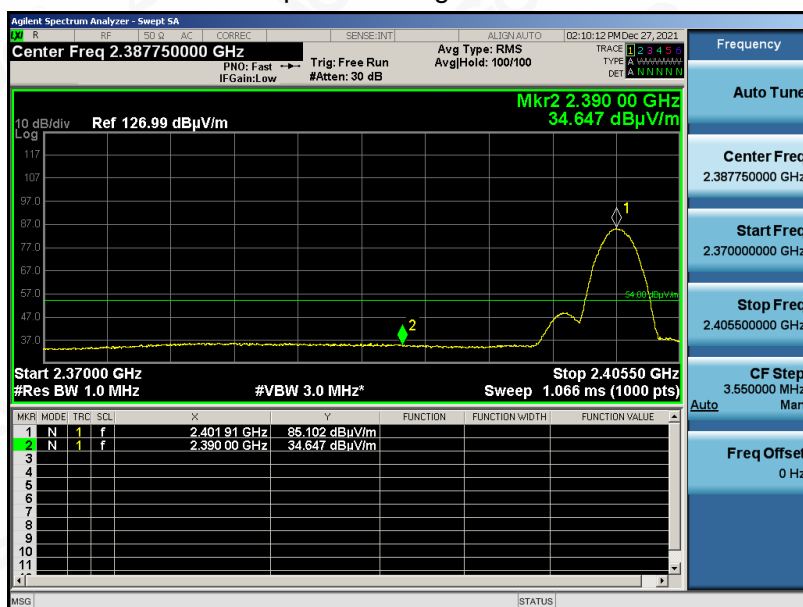 Agilent Spectrum Analyzer - Swept SA
LXI R RF 50 Ω AC CORREC SENSE:INT ALIGN AUTO 02:10:12 PM Dec 27, 2021
Center Freq 2.387750000 GHz
PNO: Fast
IFGain:Low
Trig: Free Run
#Atten: 30 dB
Avg Type: RMS
Avg|Hold: 100/100
TRACE 1 2 3 4 5 6
TYPE A WWWWW
DET A N N N N N
Mkr2 2.390 00 GHz
34.647 dBµV/m
10 dB/div Ref 126.99 dBµV/m
Log
117
107
97.0
87.0
77.0
67.0
57.0
47.0
37.0
1
2
54.00 dBµV/m
Start 2.37000 GHz Stop 2.40550 GHz
#Res BW 1.0 MHz #VBW 3.0 MHz* Sweep 1.066 ms (1000 pts)
MKR MODE TRC SCL X Y FUNCTION FUNCTION WIDTH FUNCTION VALUE
1 N 1 f 2.401 91 GHz 85.102 dBµV/m
2 N 1 f 2.390 00 GHz 34.647 dBµV/m
3
4
5
6
7
8
9
10
11
MSG STATUS
Frequency
Auto Tune
Center Freq
2.387750000 GHz
Start Freq
2.370000000 GHz
Stop Freq
2.405500000 GHz
CF Step
3.550000 MHz
Auto Man
Freq Offset
0 Hz